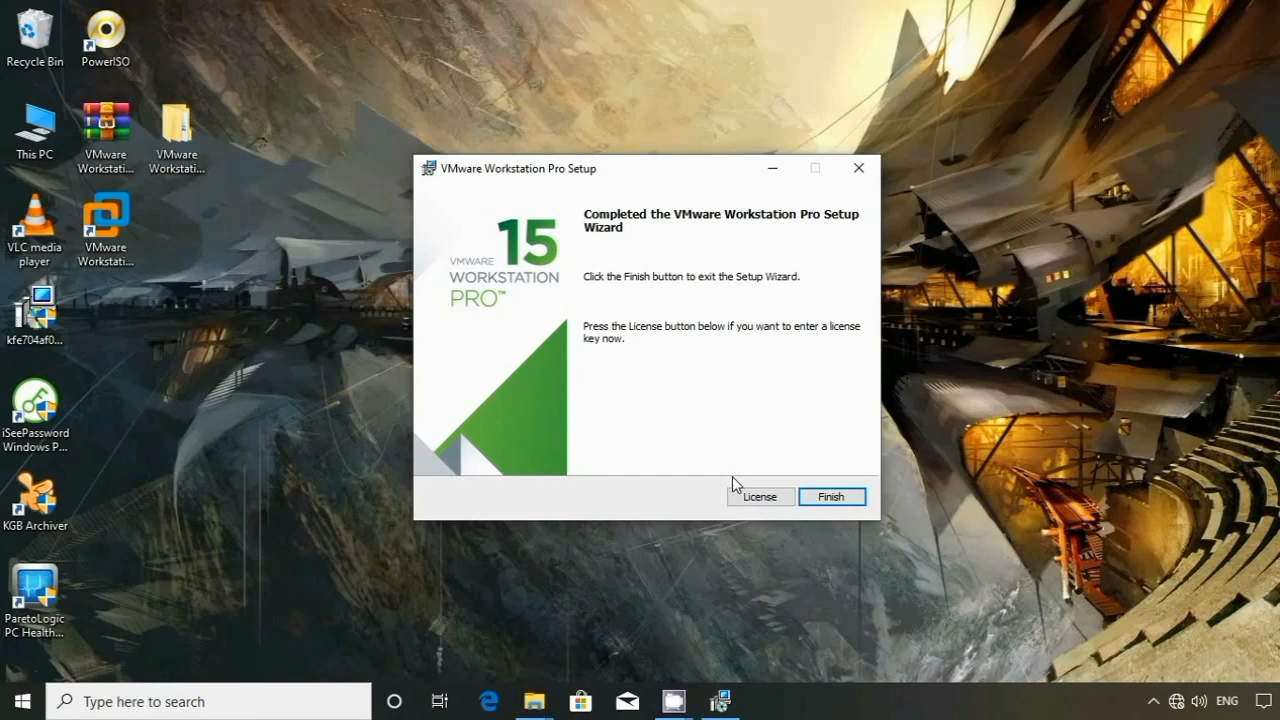 Recycle Bin
PowerISO
This PC
VMware
Workstati...
VMware
Workstati...
VLC media
player
VMware
Workstati...
kfe704af0...
iSeePassword
Windows P...
KGB Archiver
ParetoLogic
PC Health...
VMware Workstation Pro Setup
15
VMWARE
WORKSTATION
PRO™
Completed the VMware Workstation Pro Setup
Wizard
Click the Finish button to exit the Setup Wizard.
Press the License button below if you want to enter a license
key now.
License
Finish
Type here to search
ENG